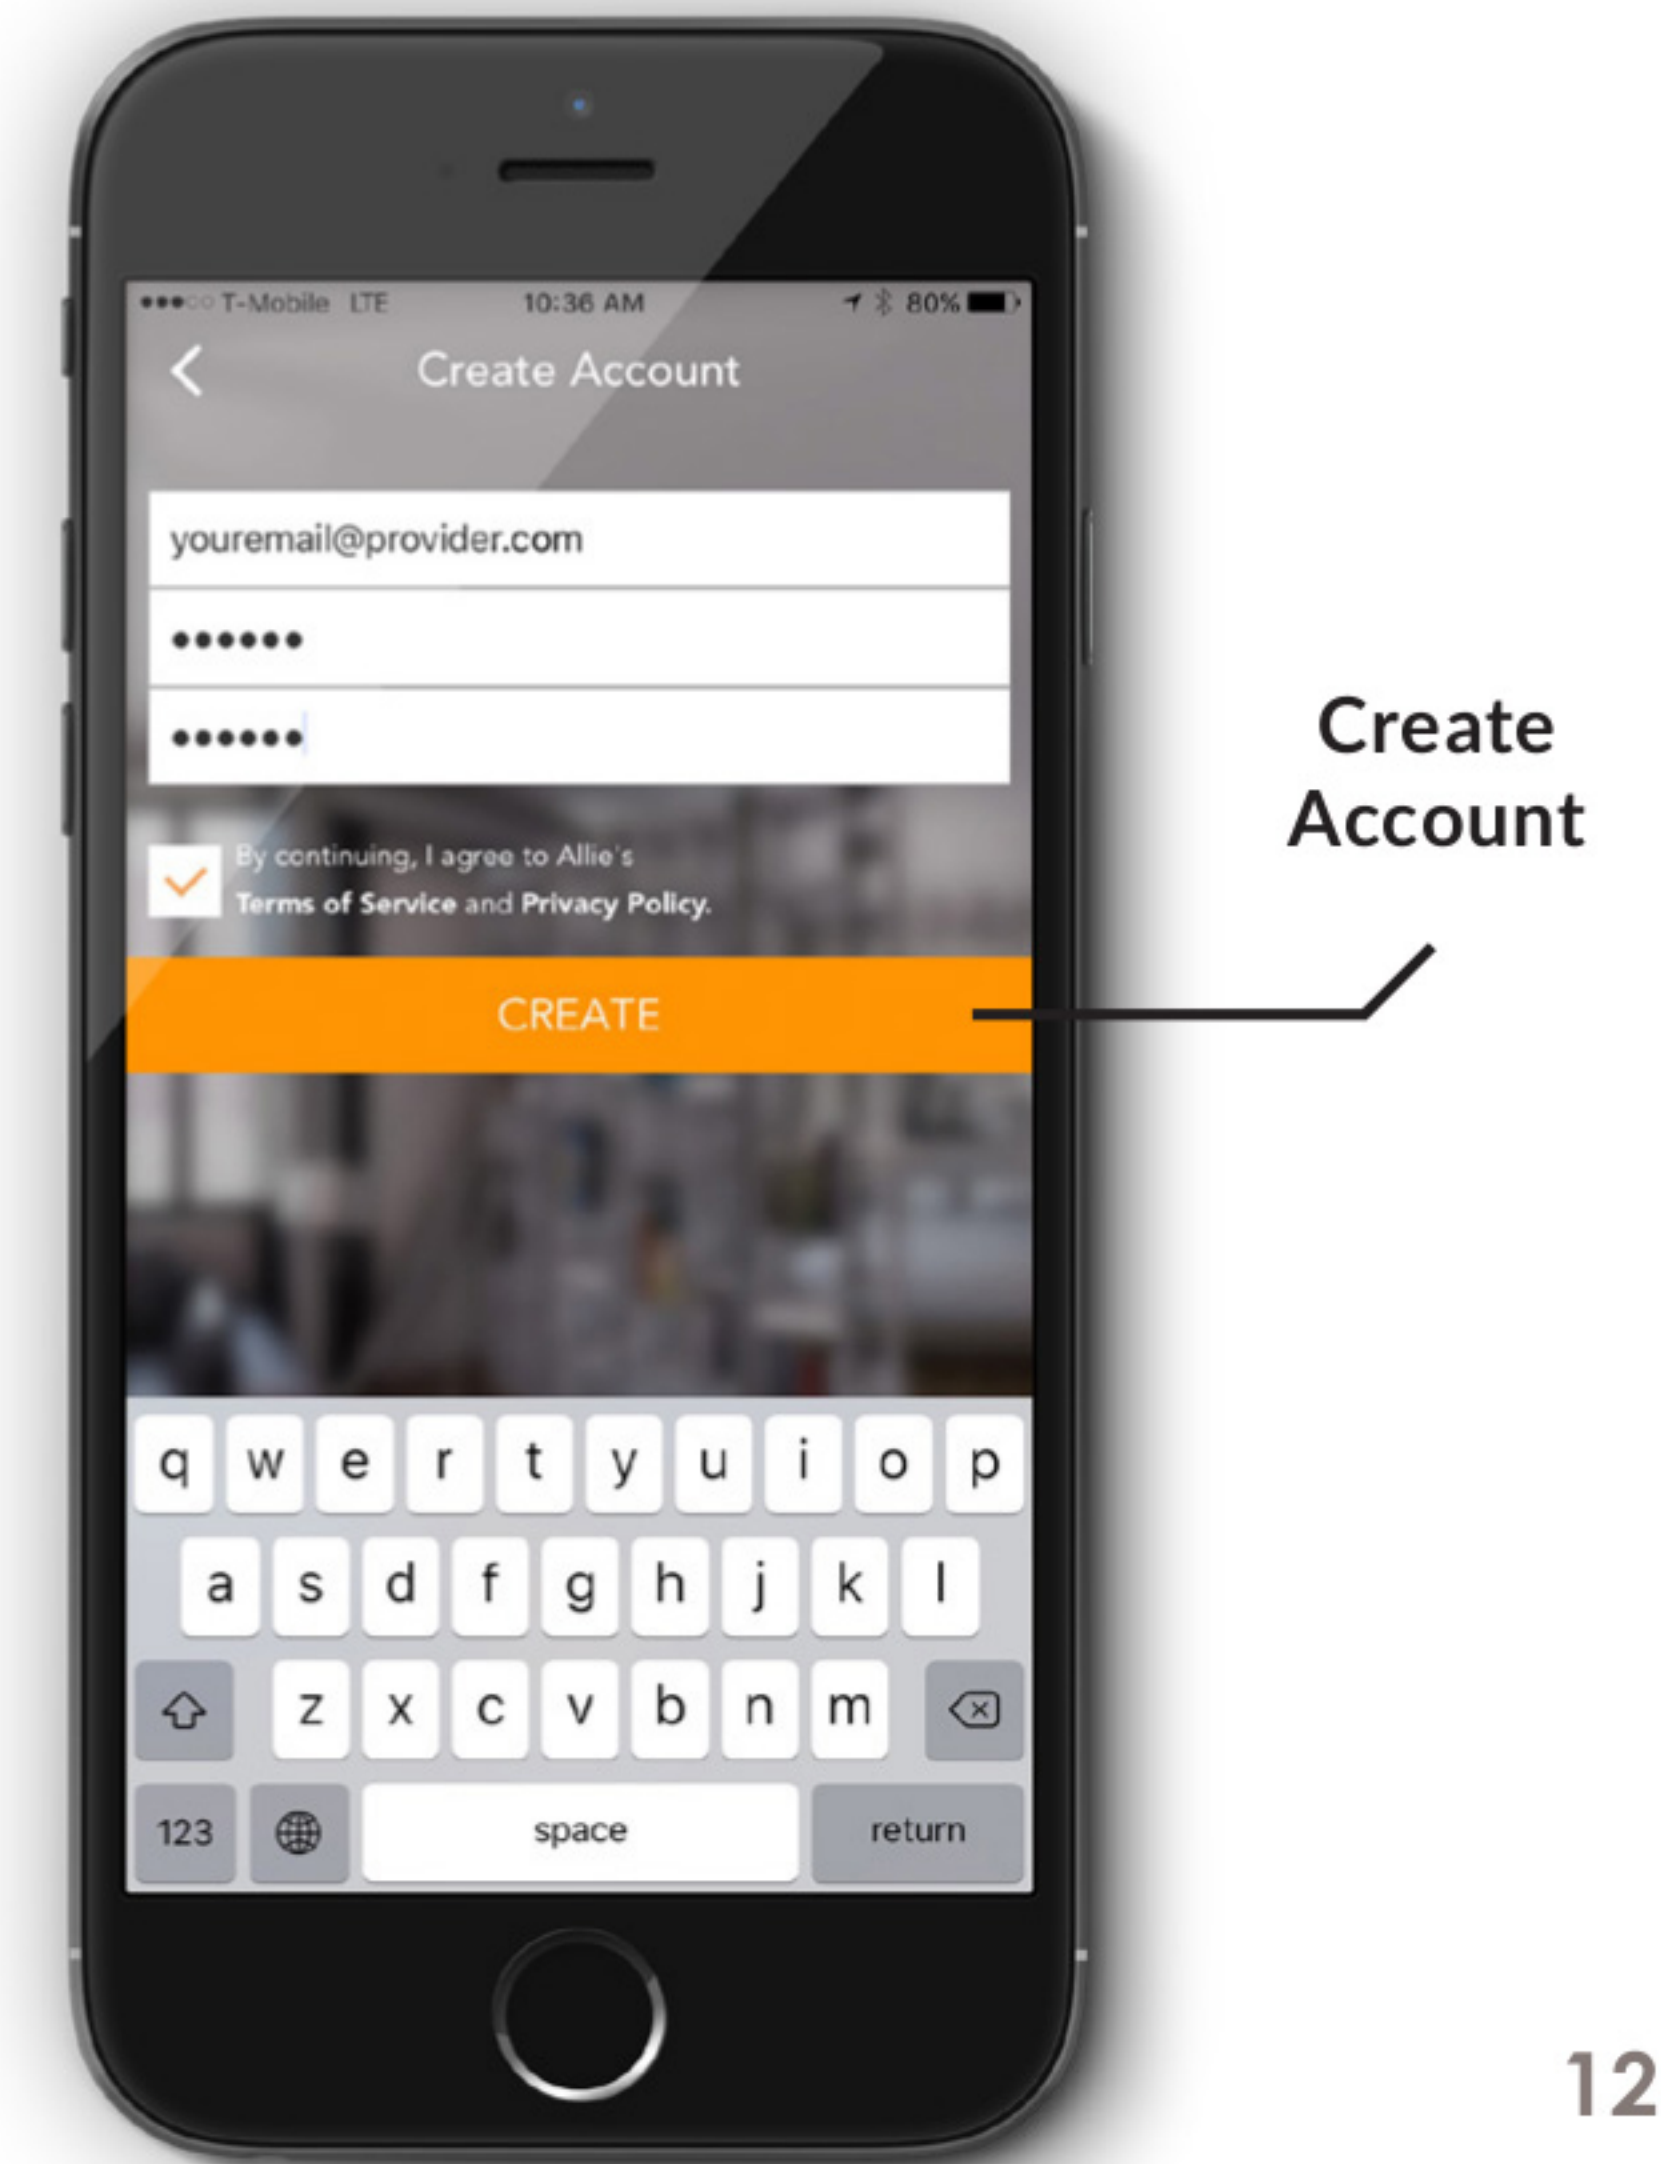 ●●●○○ T-Mobile LTE 10:36 AM 80%
Create Account
youremail@provider.com
●●●●●●
●●●●●●
By continuing, I agree to Allie's
Terms of Service and Privacy Policy.
CREATE
Create
Account
q w e r t y u i o p
a s d f g h j k l
z x c v b n m
123 space return
12